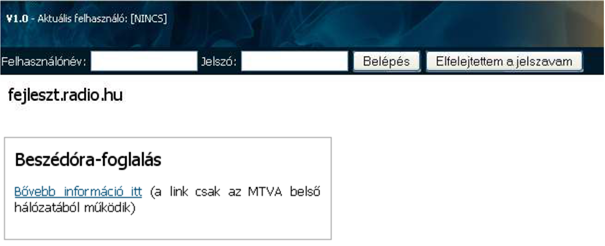 V1.0 - Aktuális felhasználó: [NINCS]
Felhasználónév: Jelszó: Belépés Elfelejtettem a jelszavam
fejleszt.radio.hu
Beszédóra-foglalás
Bővebb információ itt (a link csak az MTVA belső
hálózatából működik)